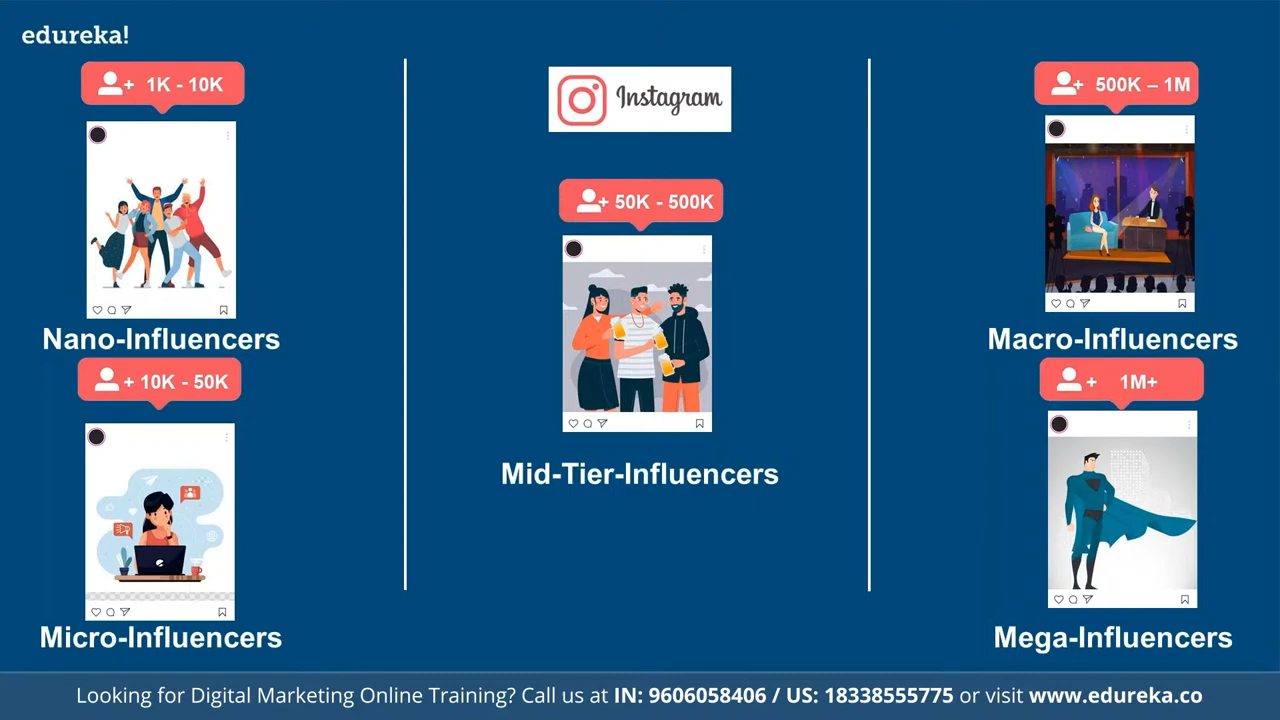 edureka!
1K - 10K
Nano-Influencers
+ 10K - 50K
Micro-Influencers
Instagram
+ 50K - 500K
Mid-Tier-Influencers
500K – 1M
Macro-Influencers
+ 1M+
Mega-Influencers
Looking for Digital Marketing Online Training? Call us at IN: 9606058406 / US: 18338555775 or visit www.edureka.co